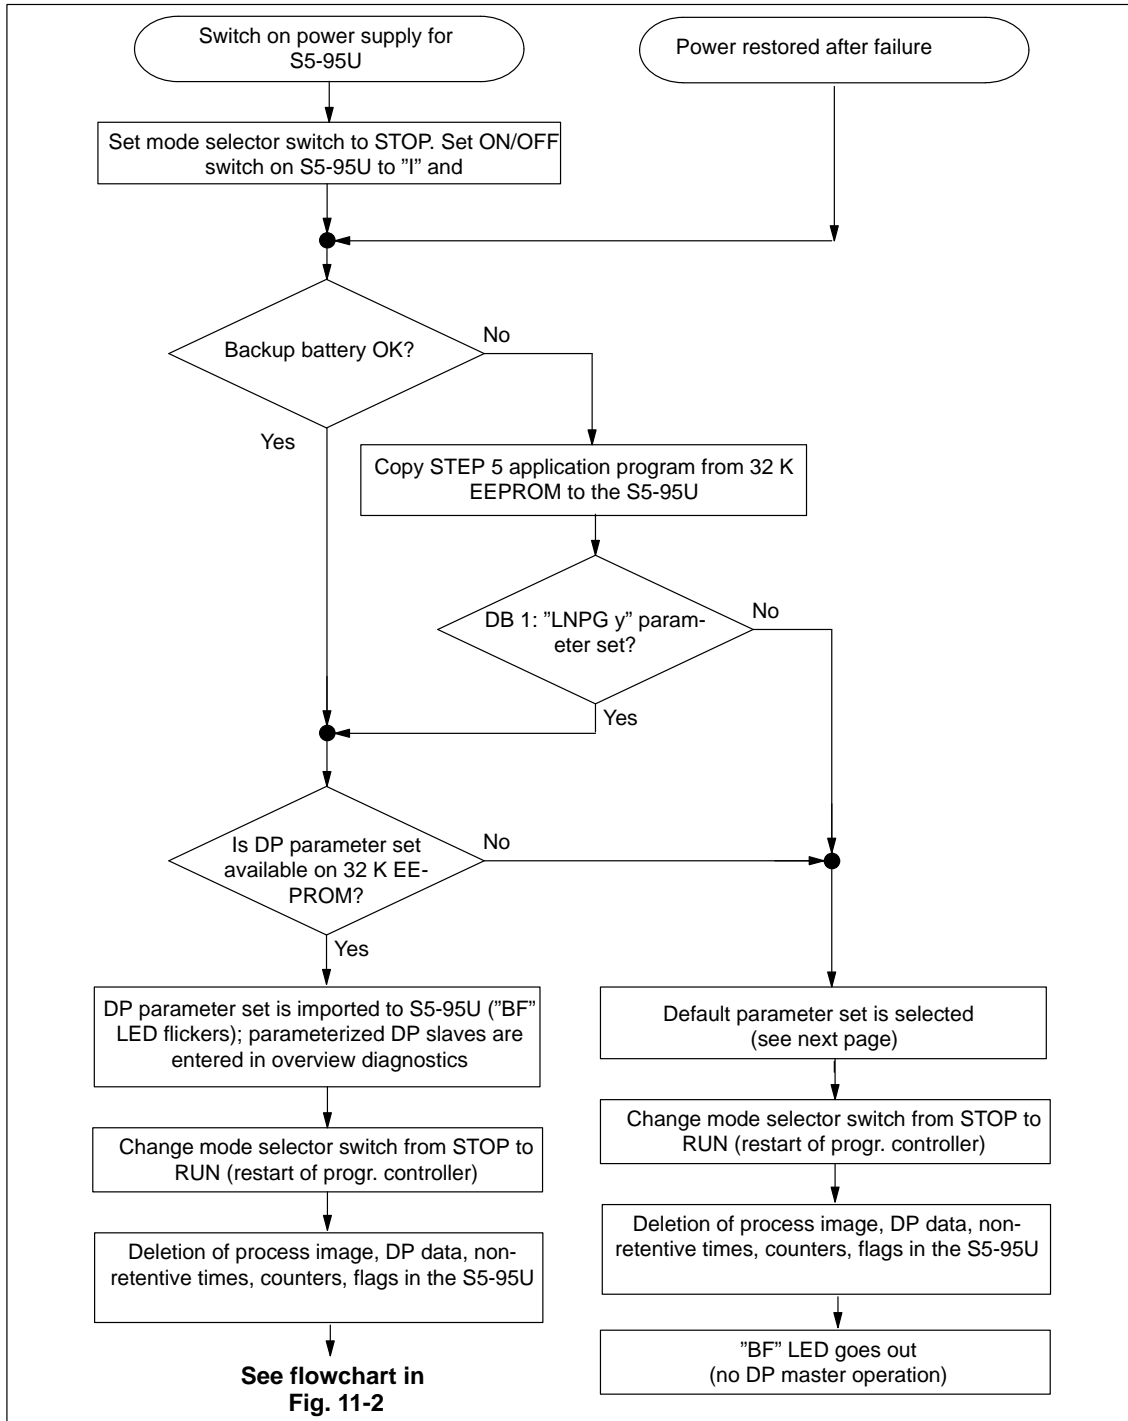 Switch on power supply for
S5-95U
Power restored after failure
Set mode selector switch to STOP. Set ON/OFF
switch on S5-95U to ”I” and
Backup battery OK?
No
Yes
Copy STEP 5 application program from 32 K
EEPROM to the S5-95U
DB 1: ”LNPG y” param-
eter set?
No
Yes
Is DP parameter set
available on 32 K EE-
PROM?
No
Yes
DP parameter set is imported to S5-95U (”BF”
LED flickers); parameterized DP slaves are
entered in overview diagnostics
Default parameter set is selected
(see next page)
Change mode selector switch from STOP to
RUN (restart of progr. controller)
Change mode selector switch from STOP to
RUN (restart of progr. controller)
Deletion of process image, DP data, non-
retentive times, counters, flags in the S5-95U
Deletion of process image, DP data, non-
retentive times, counters, flags in the S5-95U
See flowchart in
Fig. 11-2
”BF” LED goes out
(no DP master operation)